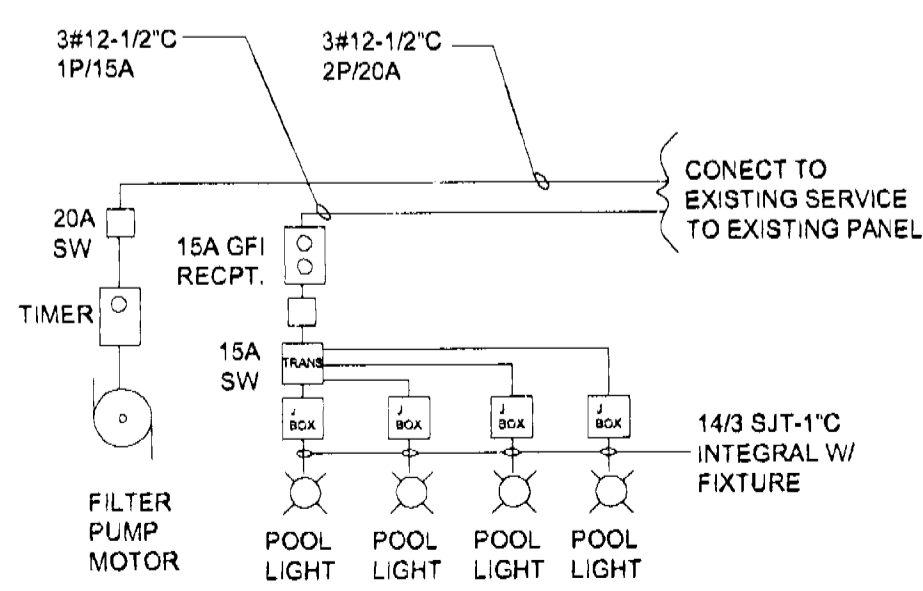 3#12-1/2"C
1P/15A
3#12-1/2"C
2P/20A
CONECT TO
EXISTING SERVICE
TO EXISTING PANEL
20A
SW
15A GFI
RECPT.
TIMER
15A
SW
TRANS
J
BOX
J
BOX
J
BOX
J
BOX
14/3 SJT-1"C
INTEGRAL W/
FIXTURE
FILTER
PUMP
MOTOR
POOL
LIGHT
POOL
LIGHT
POOL
LIGHT
POOL
LIGHT